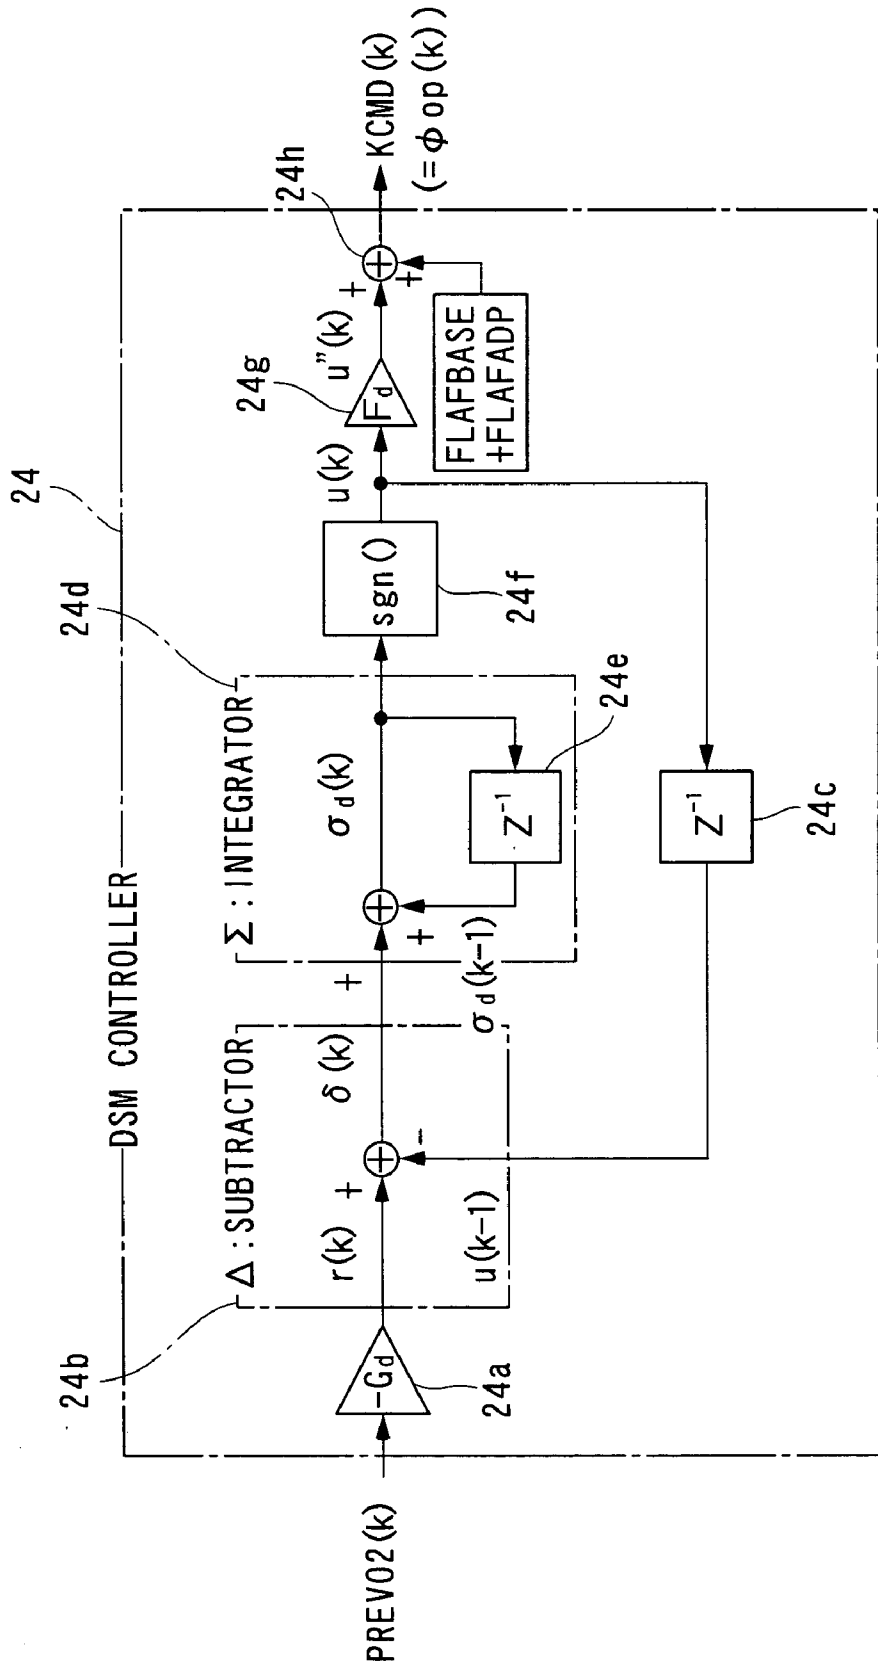 24
DSM CONTROLLER
24b
Δ:SUBTRACTOR
24d
Σ:INTEGRATOR
PREVO2(k)
-Gd
24a
r(k)
+
-
u(k-1)
δ(k)
+
+
σd(k-1)
σd(k)
Z⁻¹
24e
sgn()
24f
u(k)
24g
Fd
u"(k)
+
+
24h
FLAFBASE
+FLAFADP
KCMD(k)
(=φop(k))
Z⁻¹
24c